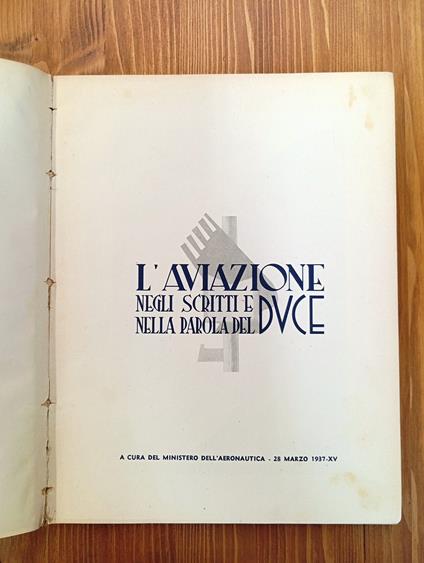 L'AVIAZIONE
NEGLI SCRITTI E
NELLA PAROLA DEL DVCE
A CURA DEL MINISTERO DELL'AERONAUTICA - 28 MARZO 1937-XV